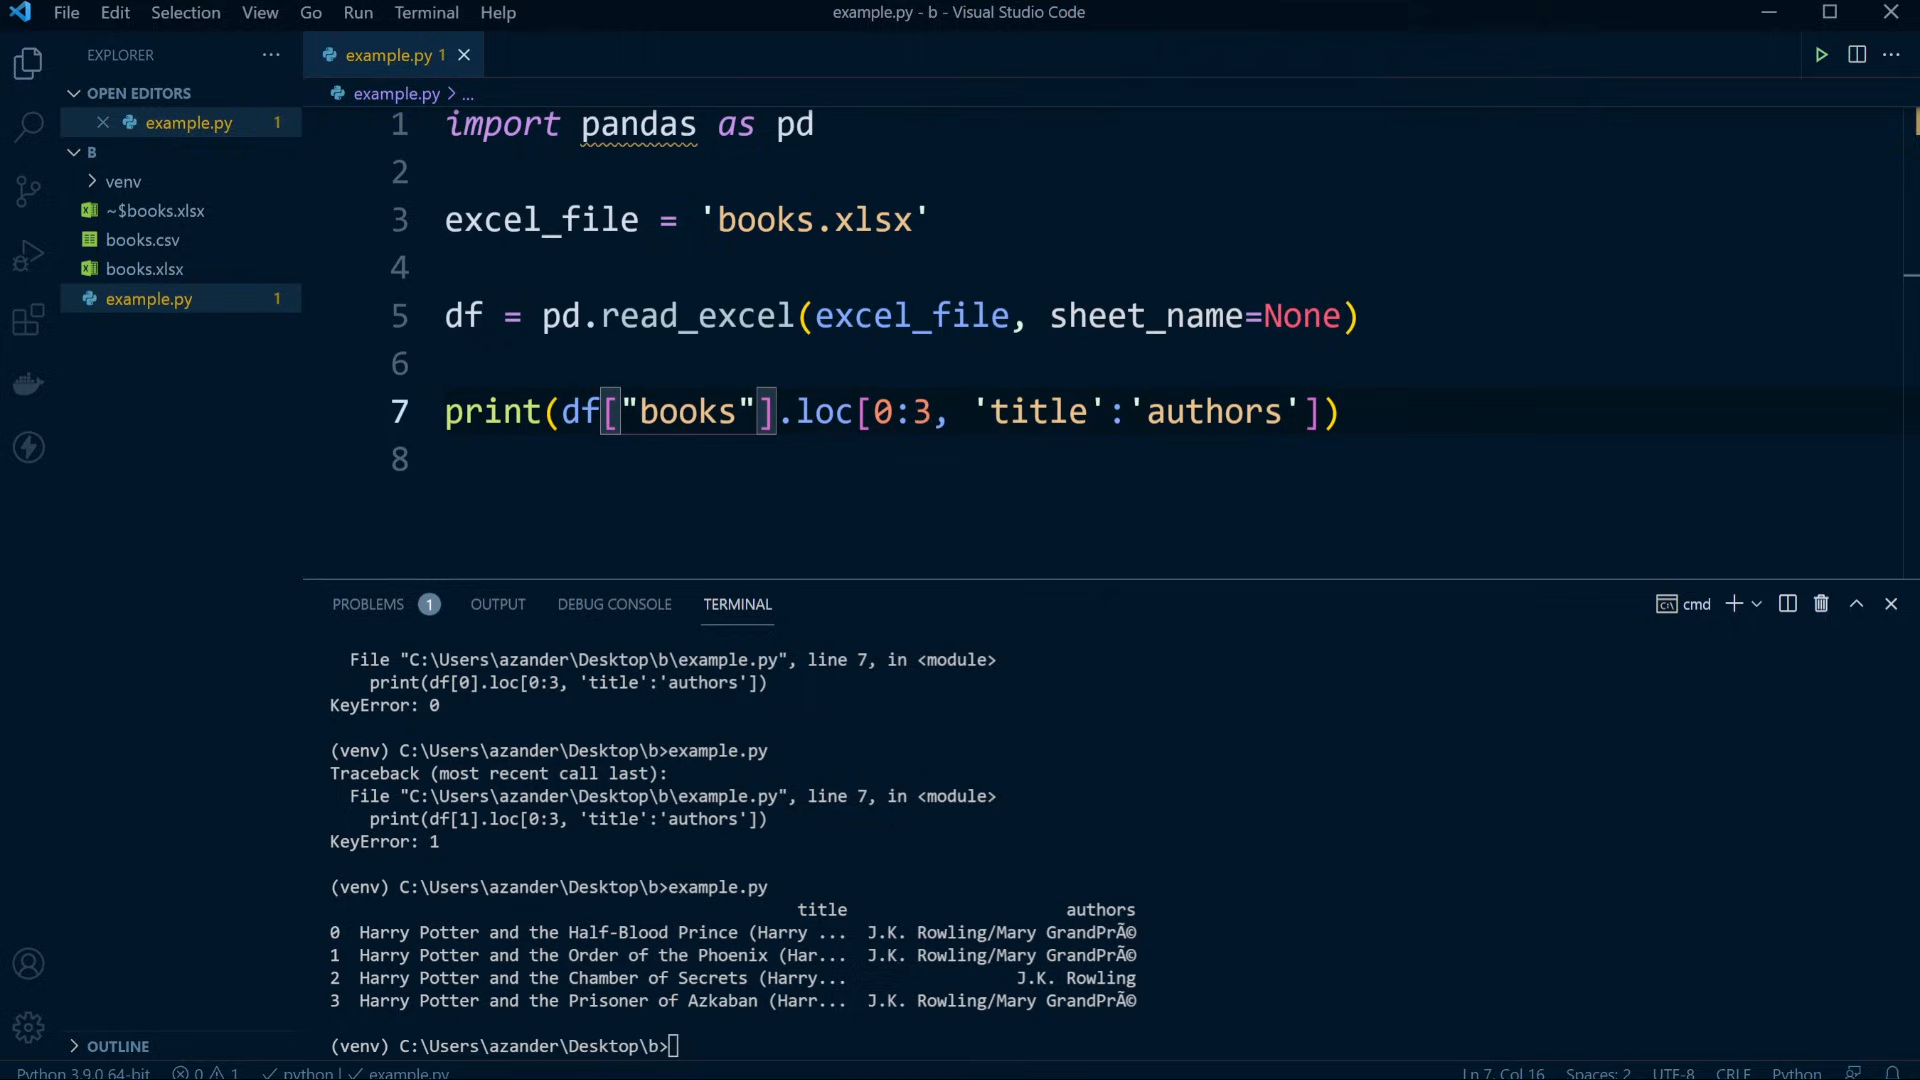 File Edit Selection View Go Run Terminal Help example.py - b - Visual Studio Code
EXPLORER ...
example.py 1
OPEN EDITORS
example.py 1
B
venv
~$books.xlsx
books.csv
books.xlsx
example.py 1
OUTLINE
example.py > ...
1 import pandas as pd
2
3 excel_file = 'books.xlsx'
4
5 df = pd.read_excel(excel_file, sheet_name=None)
6
7 print(df["books"].loc[0:3, 'title':'authors'])
8
PROBLEMS 1 OUTPUT DEBUG CONSOLE TERMINAL cmd
File "C:\Users\azander\Desktop\b\example.py", line 7, in <module>
print(df[0].loc[0:3, 'title':'authors'])
KeyError: 0
(venv) C:\Users\azander\Desktop\b>example.py
Traceback (most recent call last):
File "C:\Users\azander\Desktop\b\example.py", line 7, in <module>
print(df[1].loc[0:3, 'title':'authors'])
KeyError: 1
(venv) C:\Users\azander\Desktop\b>example.py
title authors
0 Harry Potter and the Half-Blood Prince (Harry ... J.K. Rowling/Mary GrandPrÃ©
1 Harry Potter and the Order of the Phoenix (Har... J.K. Rowling/Mary GrandPrÃ©
2 Harry Potter and the Chamber of Secrets (Harry... J.K. Rowling
3 Harry Potter and the Prisoner of Azkaban (Harr... J.K. Rowling/Mary GrandPrÃ©
(venv) C:\Users\azander\Desktop\b>
Python 3.9.0 64-bit 0 1 python | example.py Ln 7, Col 16 Spaces: 2 UTF-8 CRLF Python